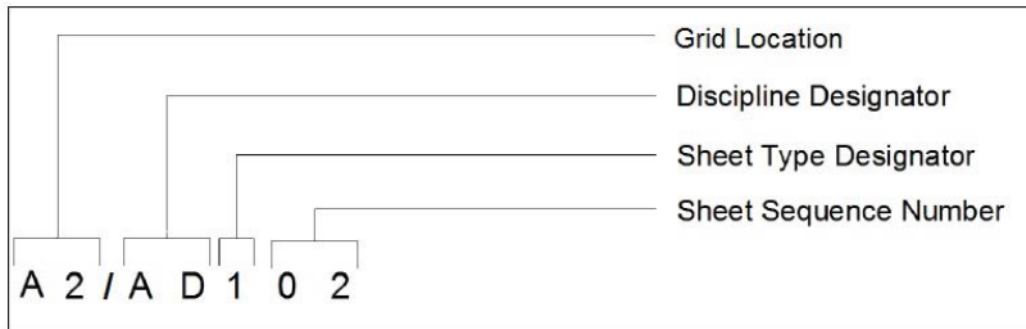 Grid Location
Discipline Designator
Sheet Type Designator
Sheet Sequence Number
A 2 / A D 1 0 2